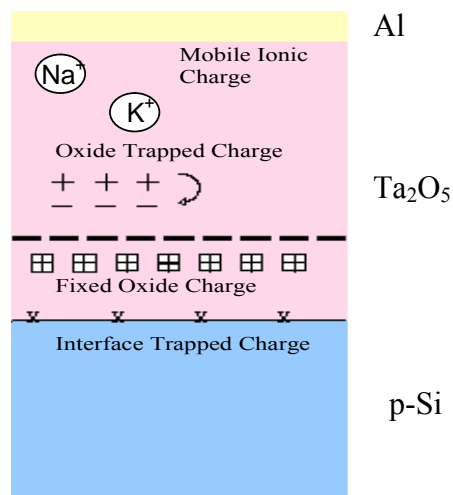 Al
Mobile Ionic
Charge
Na⁺
K⁺
Oxide Trapped Charge
+ + +
− − −
Ta₂O₅
Fixed Oxide Charge
x x x x
Interface Trapped Charge
p-Si